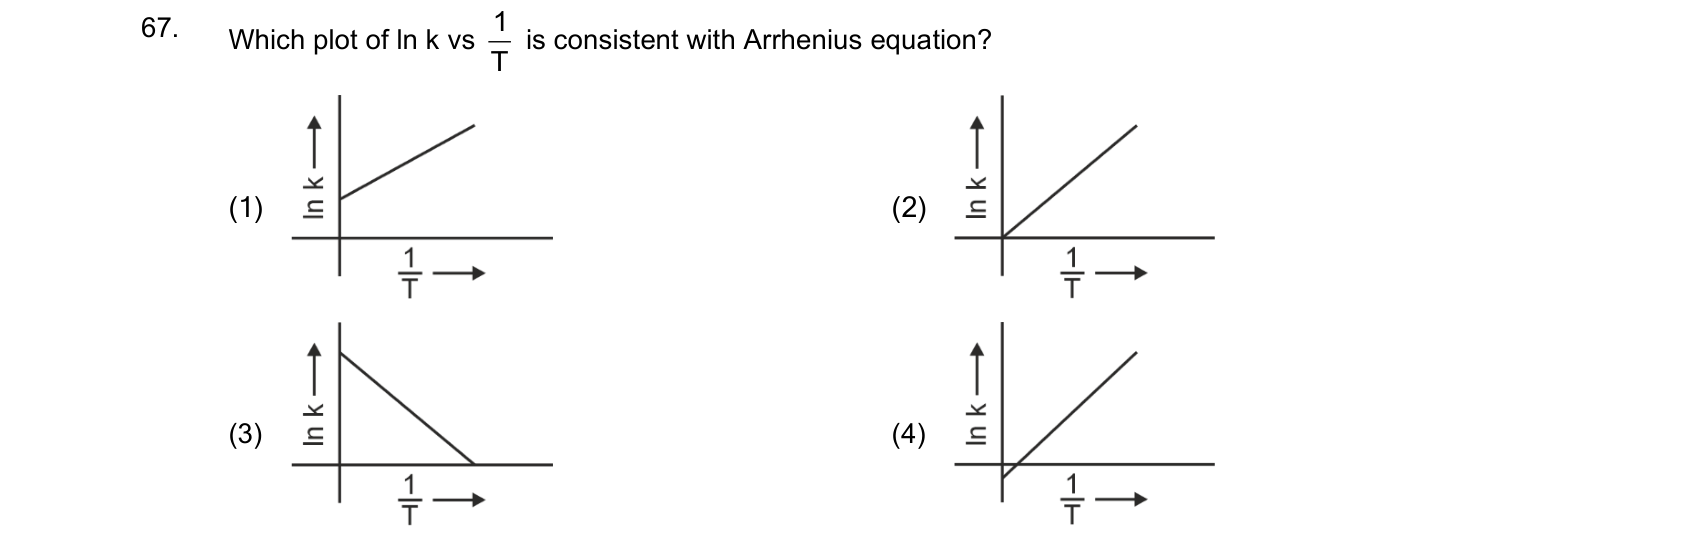 67. Which plot of ln k vs 1/T is consistent with Arrhenius equation?
(1) ln k 1/T
(2) ln k 1/T
(3) ln k 1/T
(4) ln k 1/T